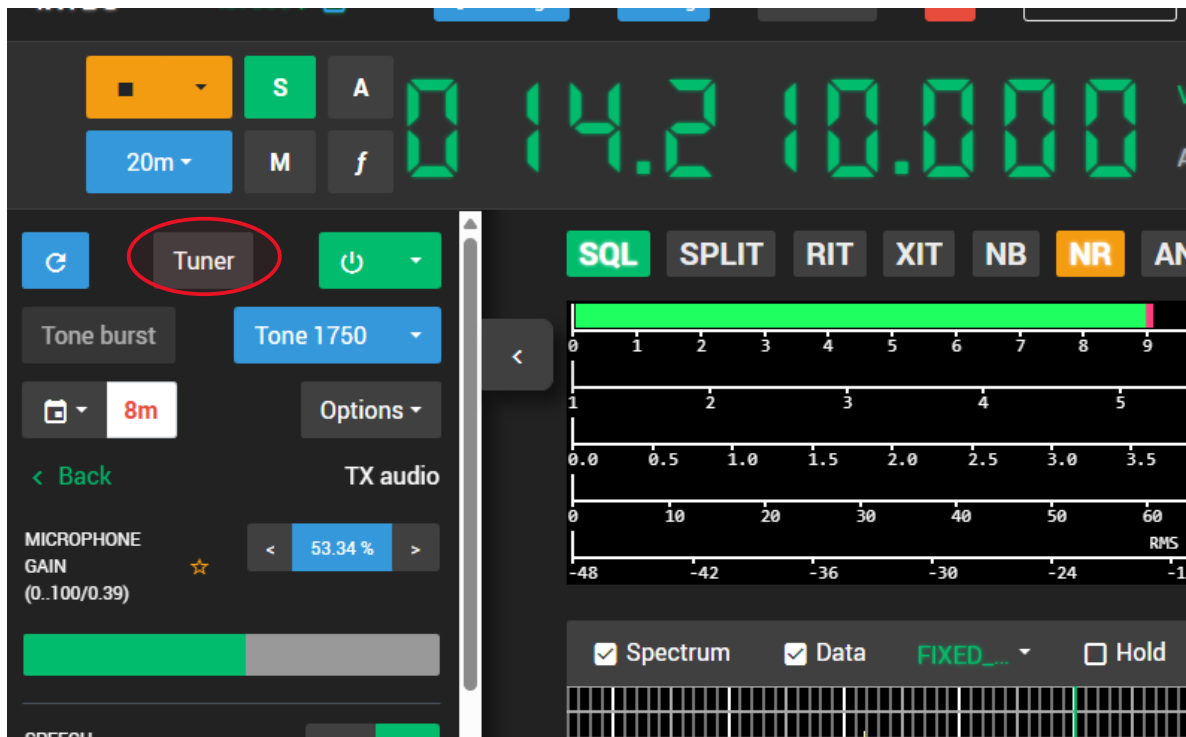 S A
014.210.000
20m M f
Tuner
SQL SPLIT RIT XIT NB NR
Tone burst Tone 1750
0 1 2 3 4 5 6 7 8 9
<
8m Options
1 2 3 4 5
< Back TX audio
0.0 0.5 1.0 1.5 2.0 2.5 3.0 3.5
0 10 20 30 40 50 60
MICROPHONE
GAIN
(0..100/0.39)
< 53.34 % >
RMS
-48 -42 -36 -30 -24
Spectrum Data FIXED_... Hold